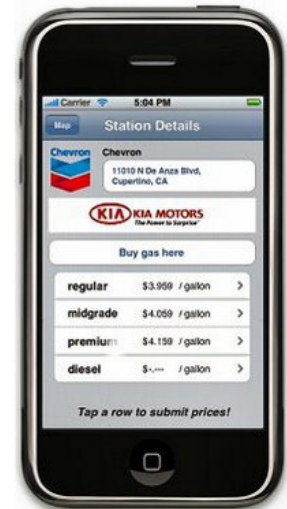 Carrier 5:04 PM
Map Station Details
Chevron Chevron
11010 N De Anza Blvd,
Cupertino, CA
KIA KIA MOTORS
The Power to Surprise™
Buy gas here
regular $3.959 /gallon >
midgrade $4.059 /gallon >
premium $4.159 /gallon >
diesel $-.--- /gallon >
Tap a row to submit prices!